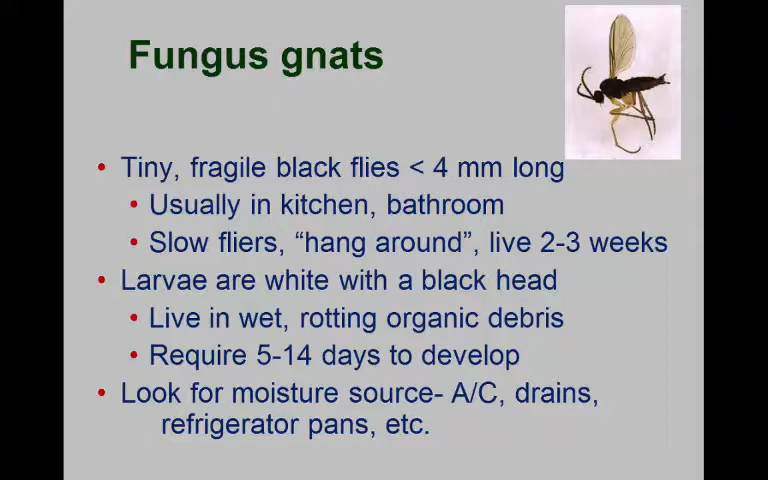 Fungus gnats
• Tiny, fragile black flies < 4 mm long
• Usually in kitchen, bathroom
• Slow fliers, “hang around”, live 2-3 weeks
• Larvae are white with a black head
• Live in wet, rotting organic debris
• Require 5-14 days to develop
• Look for moisture source- A/C, drains,
refrigerator pans, etc.